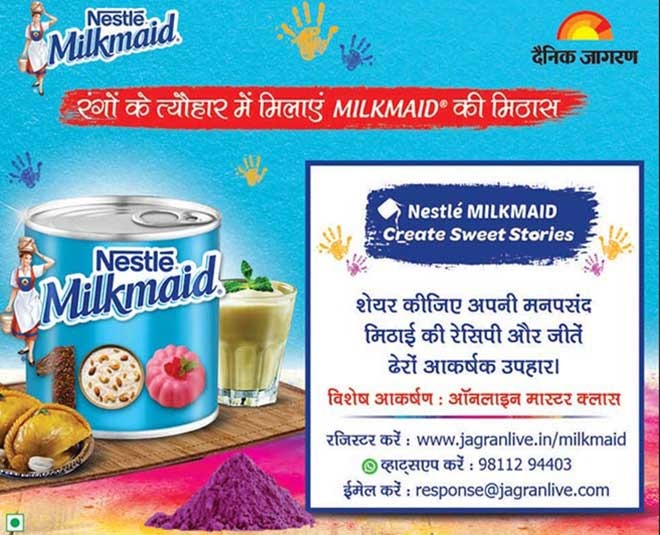 Nestlé
Milkmaid®
दैनिक जागरण
रंगों के त्यौहार में मिलाएं MILKMAID® की मिठास
Nestlé
Milkmaid
100
Nestlé MILKMAID
Create Sweet Stories
शेयर कीजिए अपनी मनपसंद
मिठाई की रेसिपी और जीतें
ढेरों आकर्षक उपहार।
विशेष आकर्षण : ऑनलाइन मास्टर क्लास
रजिस्टर करें : www.jagranlive.in/milkmaid
व्हाट्सएप करें : 98112 94403
ईमेल करें : response@jagranlive.com